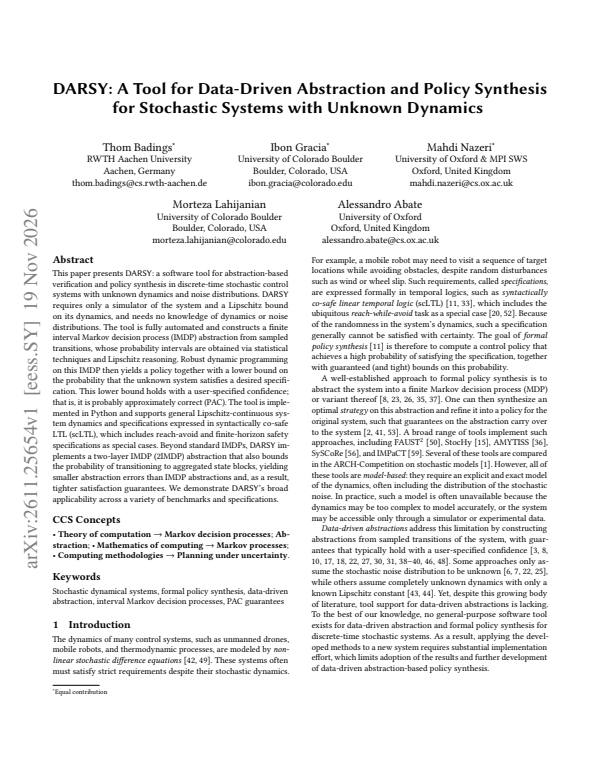 DARSY: A Tool for Data-Driven Abstraction and Policy Synthesis
for Stochastic Systems with Unknown Dynamics
Thom Badings*
RWTH Aachen University
Aachen, Germany
thom.badings@cs.rwth-aachen.de
Ibon Gracia*
University of Colorado Boulder
Boulder, Colorado, USA
ibon.gracia@colorado.edu
Mahdi Nazeri*
University of Oxford & MPI SWS
Oxford, United Kingdom
mahdi.nazeri@cs.ox.ac.uk
Morteza Lahijanian
University of Colorado Boulder
Boulder, Colorado, USA
morteza.lahijanian@colorado.edu
Alessandro Abate
University of Oxford
Oxford, United Kingdom
alessandro.abate@cs.ox.ac.uk
arXiv:2611.25654v1 [eess.SY] 19 Nov 2026
Abstract
This paper presents DARSY: a software tool for abstraction-based
verification and policy synthesis in discrete-time stochastic control
systems with unknown dynamics and noise distributions. DARSY
requires only a simulator of the system and a Lipschitz bound
on its dynamics, and needs no knowledge of dynamics or noise
distributions. The tool is fully automated and constructs a finite
interval Markov decision process (IMDP) abstraction from sampled
transitions, whose probability intervals are obtained via statistical
techniques and Lipschitz reasoning. Robust dynamic programming
on this IMDP then yields a policy together with a lower bound on
the probability that the unknown system satisfies a desired specifi-
cation. This lower bound holds with a user-specified confidence;
that is, it is probably approximately correct (PAC). The tool is imple-
mented in Python and supports general Lipschitz-continuous sys-
tem dynamics and specifications expressed in syntactically co-safe
LTL (scLTL), which includes reach-avoid and finite-horizon safety
specifications as special cases. Beyond standard IMDPs, DARSY im-
plements a two-layer IMDP (2IMDP) abstraction that also bounds
the probability of transitioning to aggregated state blocks, yielding
smaller abstraction errors than IMDP abstractions and, as a result,
tighter satisfaction guarantees. We demonstrate DARSY's broad
applicability across a variety of benchmarks and specifications.
CCS Concepts
• Theory of computation → Markov decision processes; Ab-
straction; • Mathematics of computing → Markov processes;
• Computing methodologies → Planning under uncertainty.
Keywords
Stochastic dynamical systems, formal policy synthesis, data-driven
abstraction, interval Markov decision processes, PAC guarantees
1 Introduction
The dynamics of many control systems, such as unmanned drones,
mobile robots, and thermodynamic processes, are modeled by non-
linear stochastic difference equations [42, 49]. These systems often
must satisfy strict requirements despite their stochastic dynamics.
*Equal contribution
For example, a mobile robot may need to visit a sequence of target
locations while avoiding obstacles, despite random disturbances
such as wind or wheel slip. Such requirements, called specifications,
are expressed formally in temporal logics, such as syntactically
co-safe linear temporal logic (scLTL) [11, 33], which includes the
ubiquitous reach-while-avoid task as a special case [20, 52]. Because
of the randomness in the system's dynamics, such a specification
generally cannot be satisfied with certainty. The goal of formal
policy synthesis [11] is therefore to compute a control policy that
achieves a high probability of satisfying the specification, together
with guaranteed (and tight) bounds on this probability.
A well-established approach to formal policy synthesis is to
abstract the system into a finite Markov decision process (MDP)
or variant thereof [8, 23, 26, 35, 37]. One can then synthesize an
optimal strategy on this abstraction and refine it into a policy for the
original system, such that guarantees on the abstraction carry over
to the system [2, 41, 53]. A broad range of tools implement such
approaches, including FAUST² [50], StocHy [15], AMYTISS [36],
SySCoRe [56], and IMPaCT [59]. Several of these tools are compared
in the ARCH-Competition on stochastic models [1]. However, all of
these tools are model-based: they require an explicit and exact model
of the dynamics, often including the distribution of the stochastic
noise. In practice, such a model is often unavailable because the
dynamics may be too complex to model accurately, or the system
may be accessible only through a simulator or experimental data.
Data-driven abstractions address this limitation by constructing
abstractions from sampled transitions of the system, with guar-
antees that typically hold with a user-specified confidence [3, 8,
10, 17, 18, 22, 27, 30, 31, 38–40, 46, 48]. Some approaches only as-
sume the stochastic noise distribution to be unknown [6, 7, 22, 25],
while others assume completely unknown dynamics with only a
known Lipschitz constant [43, 44]. Yet, despite this growing body
of literature, tool support for data-driven abstractions is lacking.
To the best of our knowledge, no general-purpose software tool
exists for data-driven abstraction and formal policy synthesis for
discrete-time stochastic systems. As a result, applying the devel-
oped methods to a new system requires substantial implementation
effort, which limits adoption of the results and further development
of data-driven abstraction-based policy synthesis.